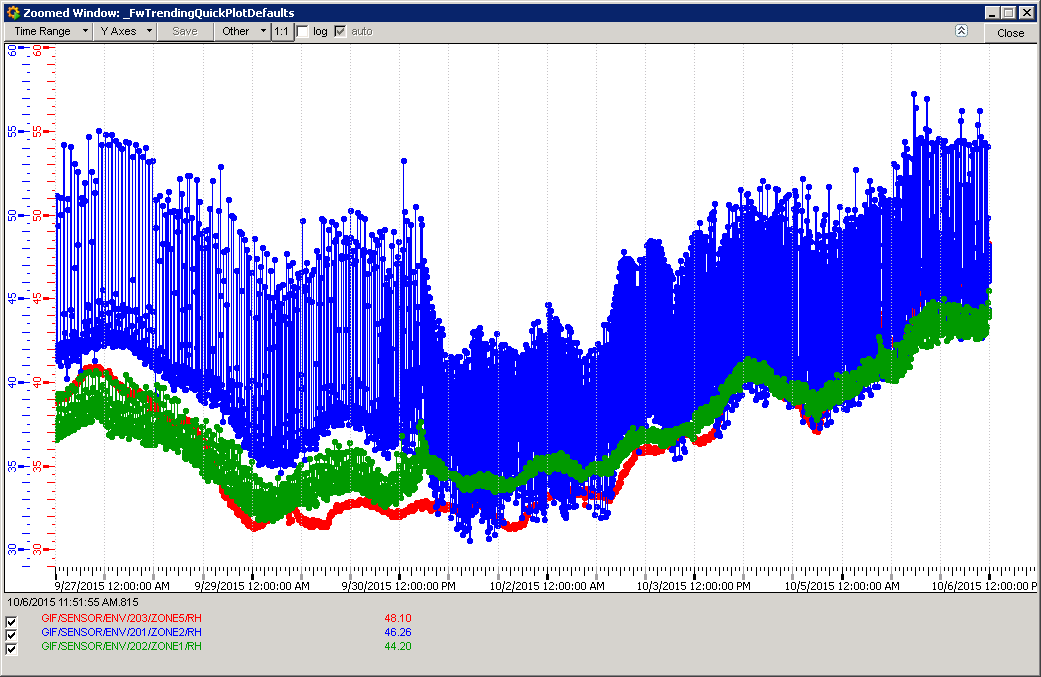 Zoomed Window: _FwTrendingQuickPlotDefaults
Time Range Y Axes Save Other 1:1 log auto Close
60 60
55 55
50 50
45 45
40 40
35 35
30 30
9/27/2015 12:00:00 AM 9/29/2015 12:00:00 AM 9/30/2015 12:00:00 PM 10/2/2015 12:00:00 AM 10/3/2015 12:00:00 PM 10/5/2015 12:00:00 AM 10/6/2015 12:00:00 P
10/6/2015 11:51:55 AM.815
GIF/SENSOR/ENV/203/ZONE5/RH 48.10
GIF/SENSOR/ENV/201/ZONE2/RH 46.26
GIF/SENSOR/ENV/202/ZONE1/RH 44.20